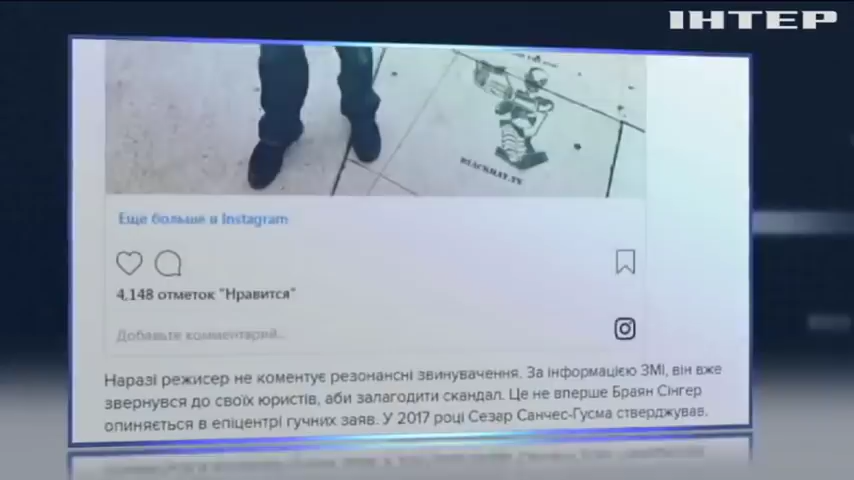 ІНТЕР
BLACKHAT.TV
Еще больше в Instagram
4,148 отметок "Нравится"
Добавьте комментарий...
Наразі режисер не коментує резонансні звинувачення. За інформацією ЗМІ, він вже
звернувся до своїх юристів, аби залагодити скандал. Це не вперше Браян Сінгер
опиняється в епіцентрі гучних заяв. У 2017 році Сезар Санчес-Гусма стверджував,